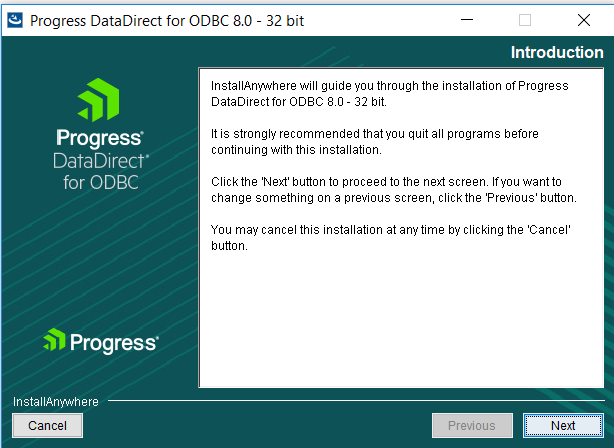 Progress DataDirect for ODBC 8.0 - 32 bit
Introduction
Progress®
DataDirect®
for ODBC
InstallAnywhere will guide you through the installation of Progress
DataDirect for ODBC 8.0 - 32 bit.
It is strongly recommended that you quit all programs before
continuing with this installation.
Click the 'Next' button to proceed to the next screen. If you want to
change something on a previous screen, click the 'Previous' button.
You may cancel this installation at any time by clicking the 'Cancel'
button.
Progress®
InstallAnywhere
Cancel
Previous
Next